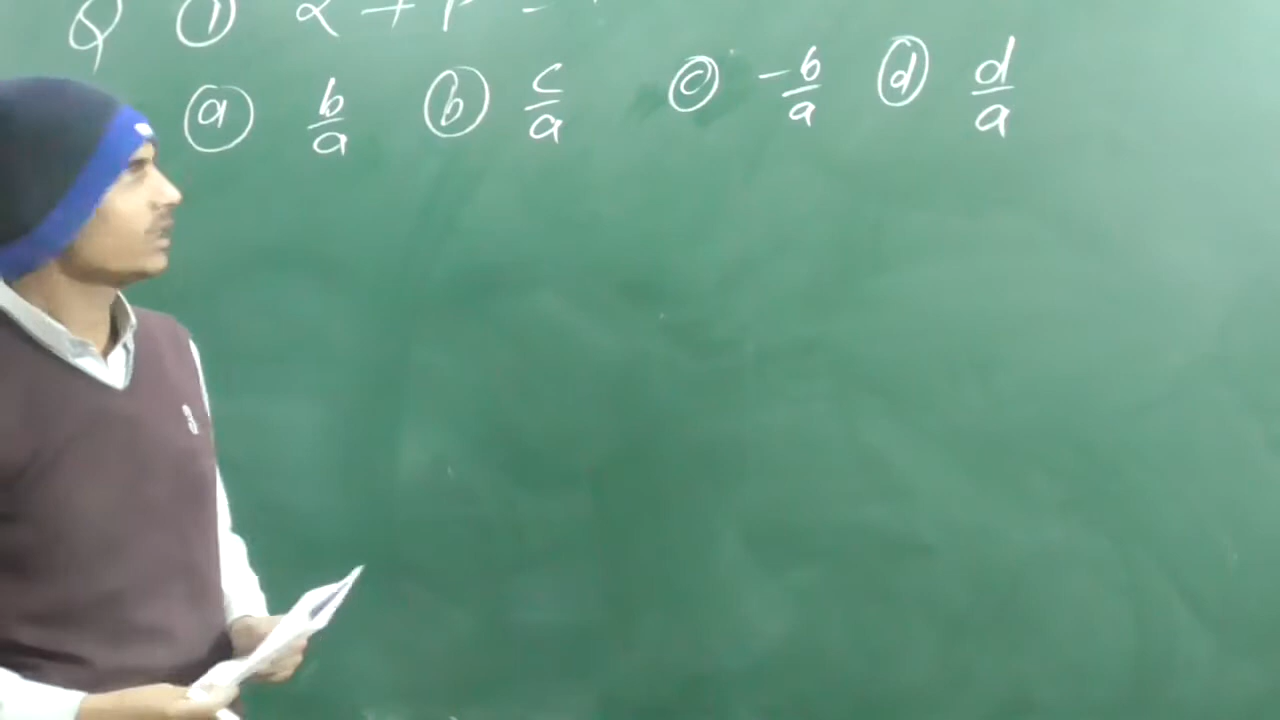 Q ① α + β =
ⓐ b/a ⓑ c/a ⓒ -b/a ⓓ d/a